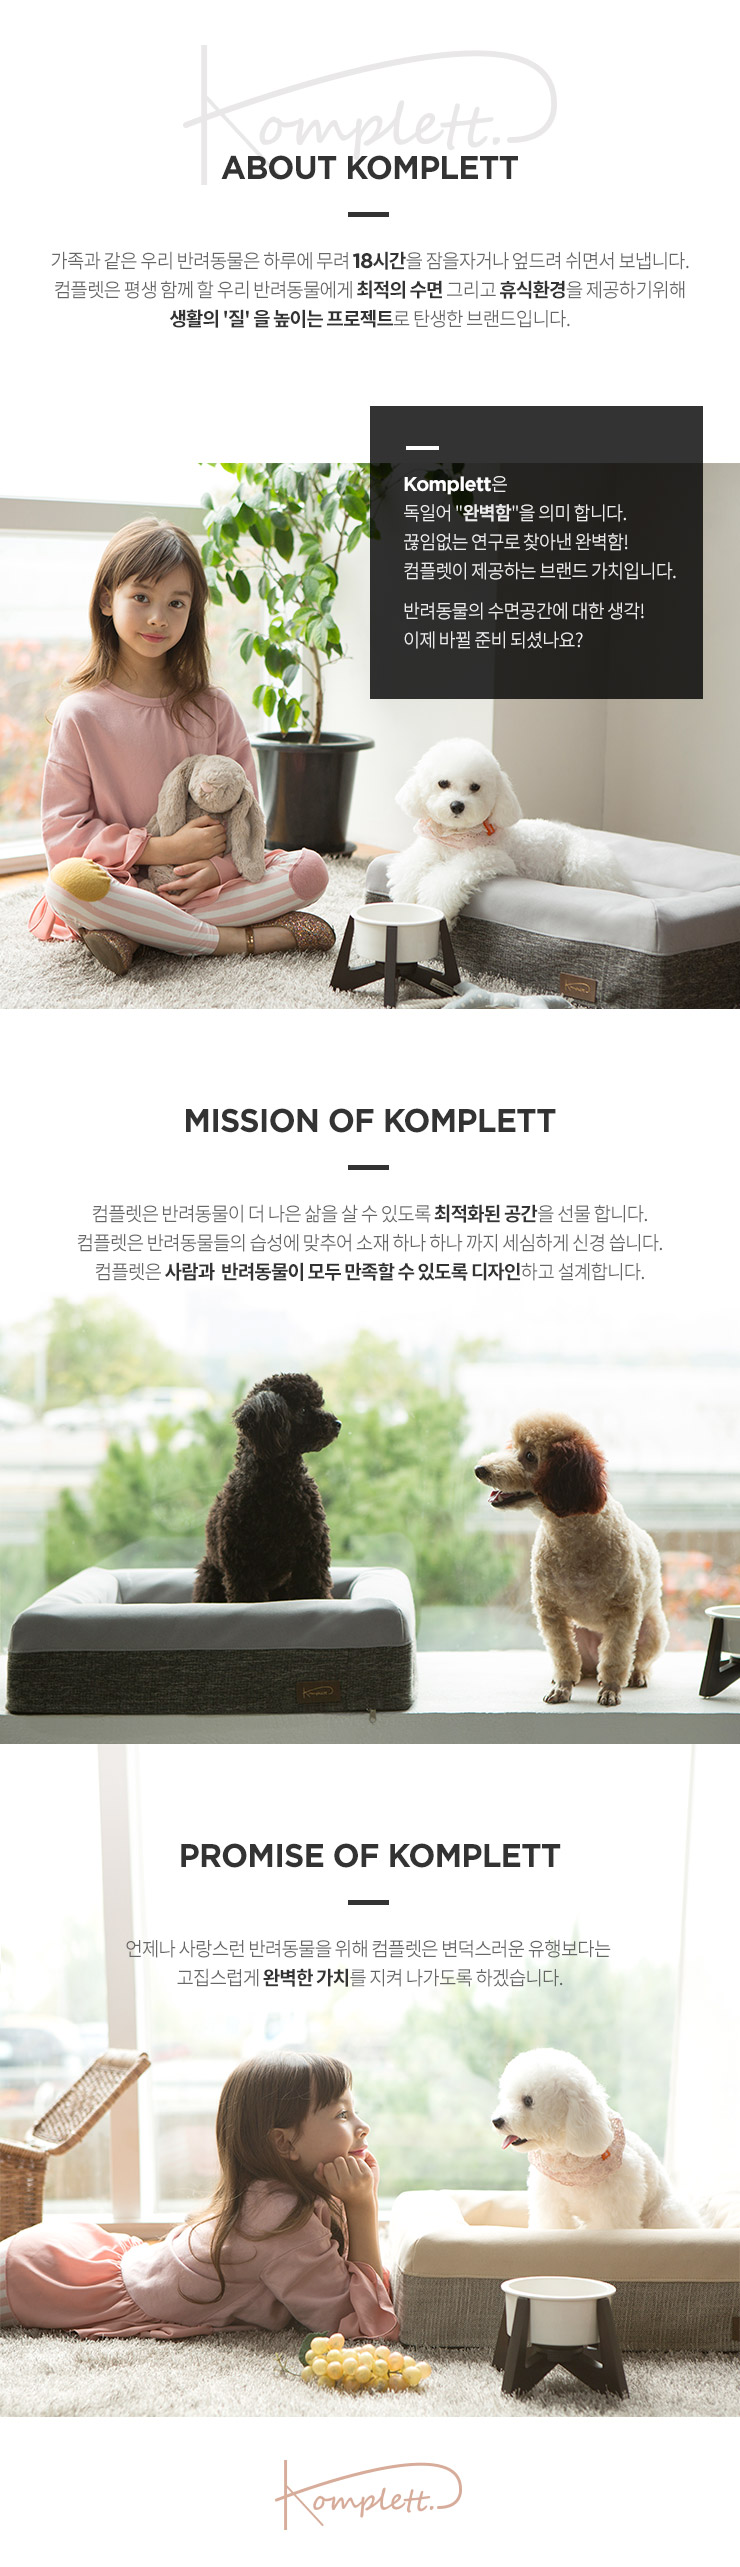 Komplett.
ABOUT KOMPLETT
가족과 같은 우리 반려동물은 하루에 무려 18시간을 잠을자거나 엎드려 쉬면서 보냅니다.
컴플렛은 평생 함께 할 우리 반려동물에게 최적의 수면 그리고 휴식환경을 제공하기위해
생활의 '질' 을 높이는 프로젝트로 탄생한 브랜드입니다.
Komplett은
독일어 "완벽함"을 의미 합니다.
끊임없는 연구로 찾아낸 완벽함!
컴플렛이 제공하는 브랜드 가치입니다.
반려동물의 수면공간에 대한 생각!
이제 바뀔 준비 되셨나요?
Komplett.
MISSION OF KOMPLETT
컴플렛은 반려동물이 더 나은 삶을 살 수 있도록 최적화된 공간을 선물 합니다.
컴플렛은 반려동물들의 습성에 맞추어 소재 하나 하나 까지 세심하게 신경 씁니다.
컴플렛은 사람과 반려동물이 모두 만족할 수 있도록 디자인하고 설계합니다.
Komplett.
PROMISE OF KOMPLETT
언제나 사랑스런 반려동물을 위해 컴플렛은 변덕스러운 유행보다는
고집스럽게 완벽한 가치를 지켜 나가도록 하겠습니다.
Komplett.